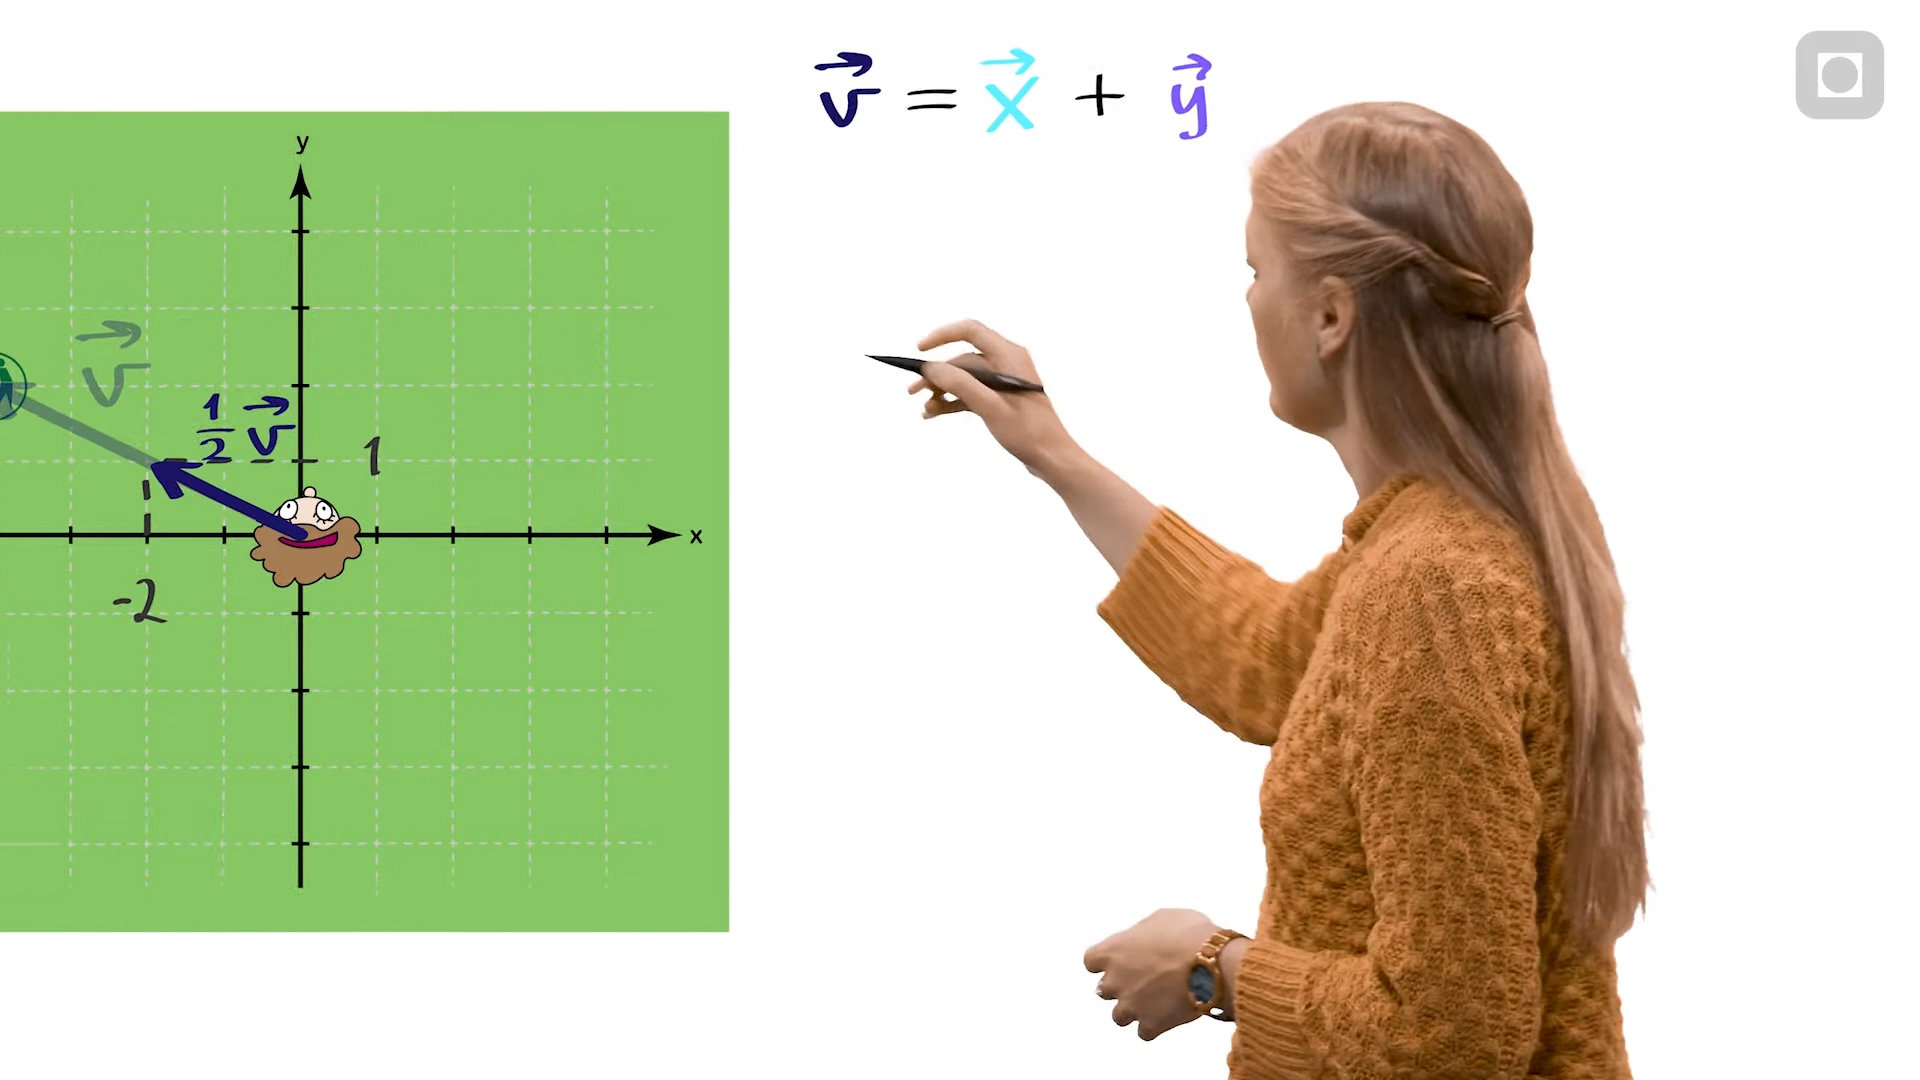 v⃗ = x⃗ + y⃗
y
v⃗
1/2 v⃗
1
x
-2